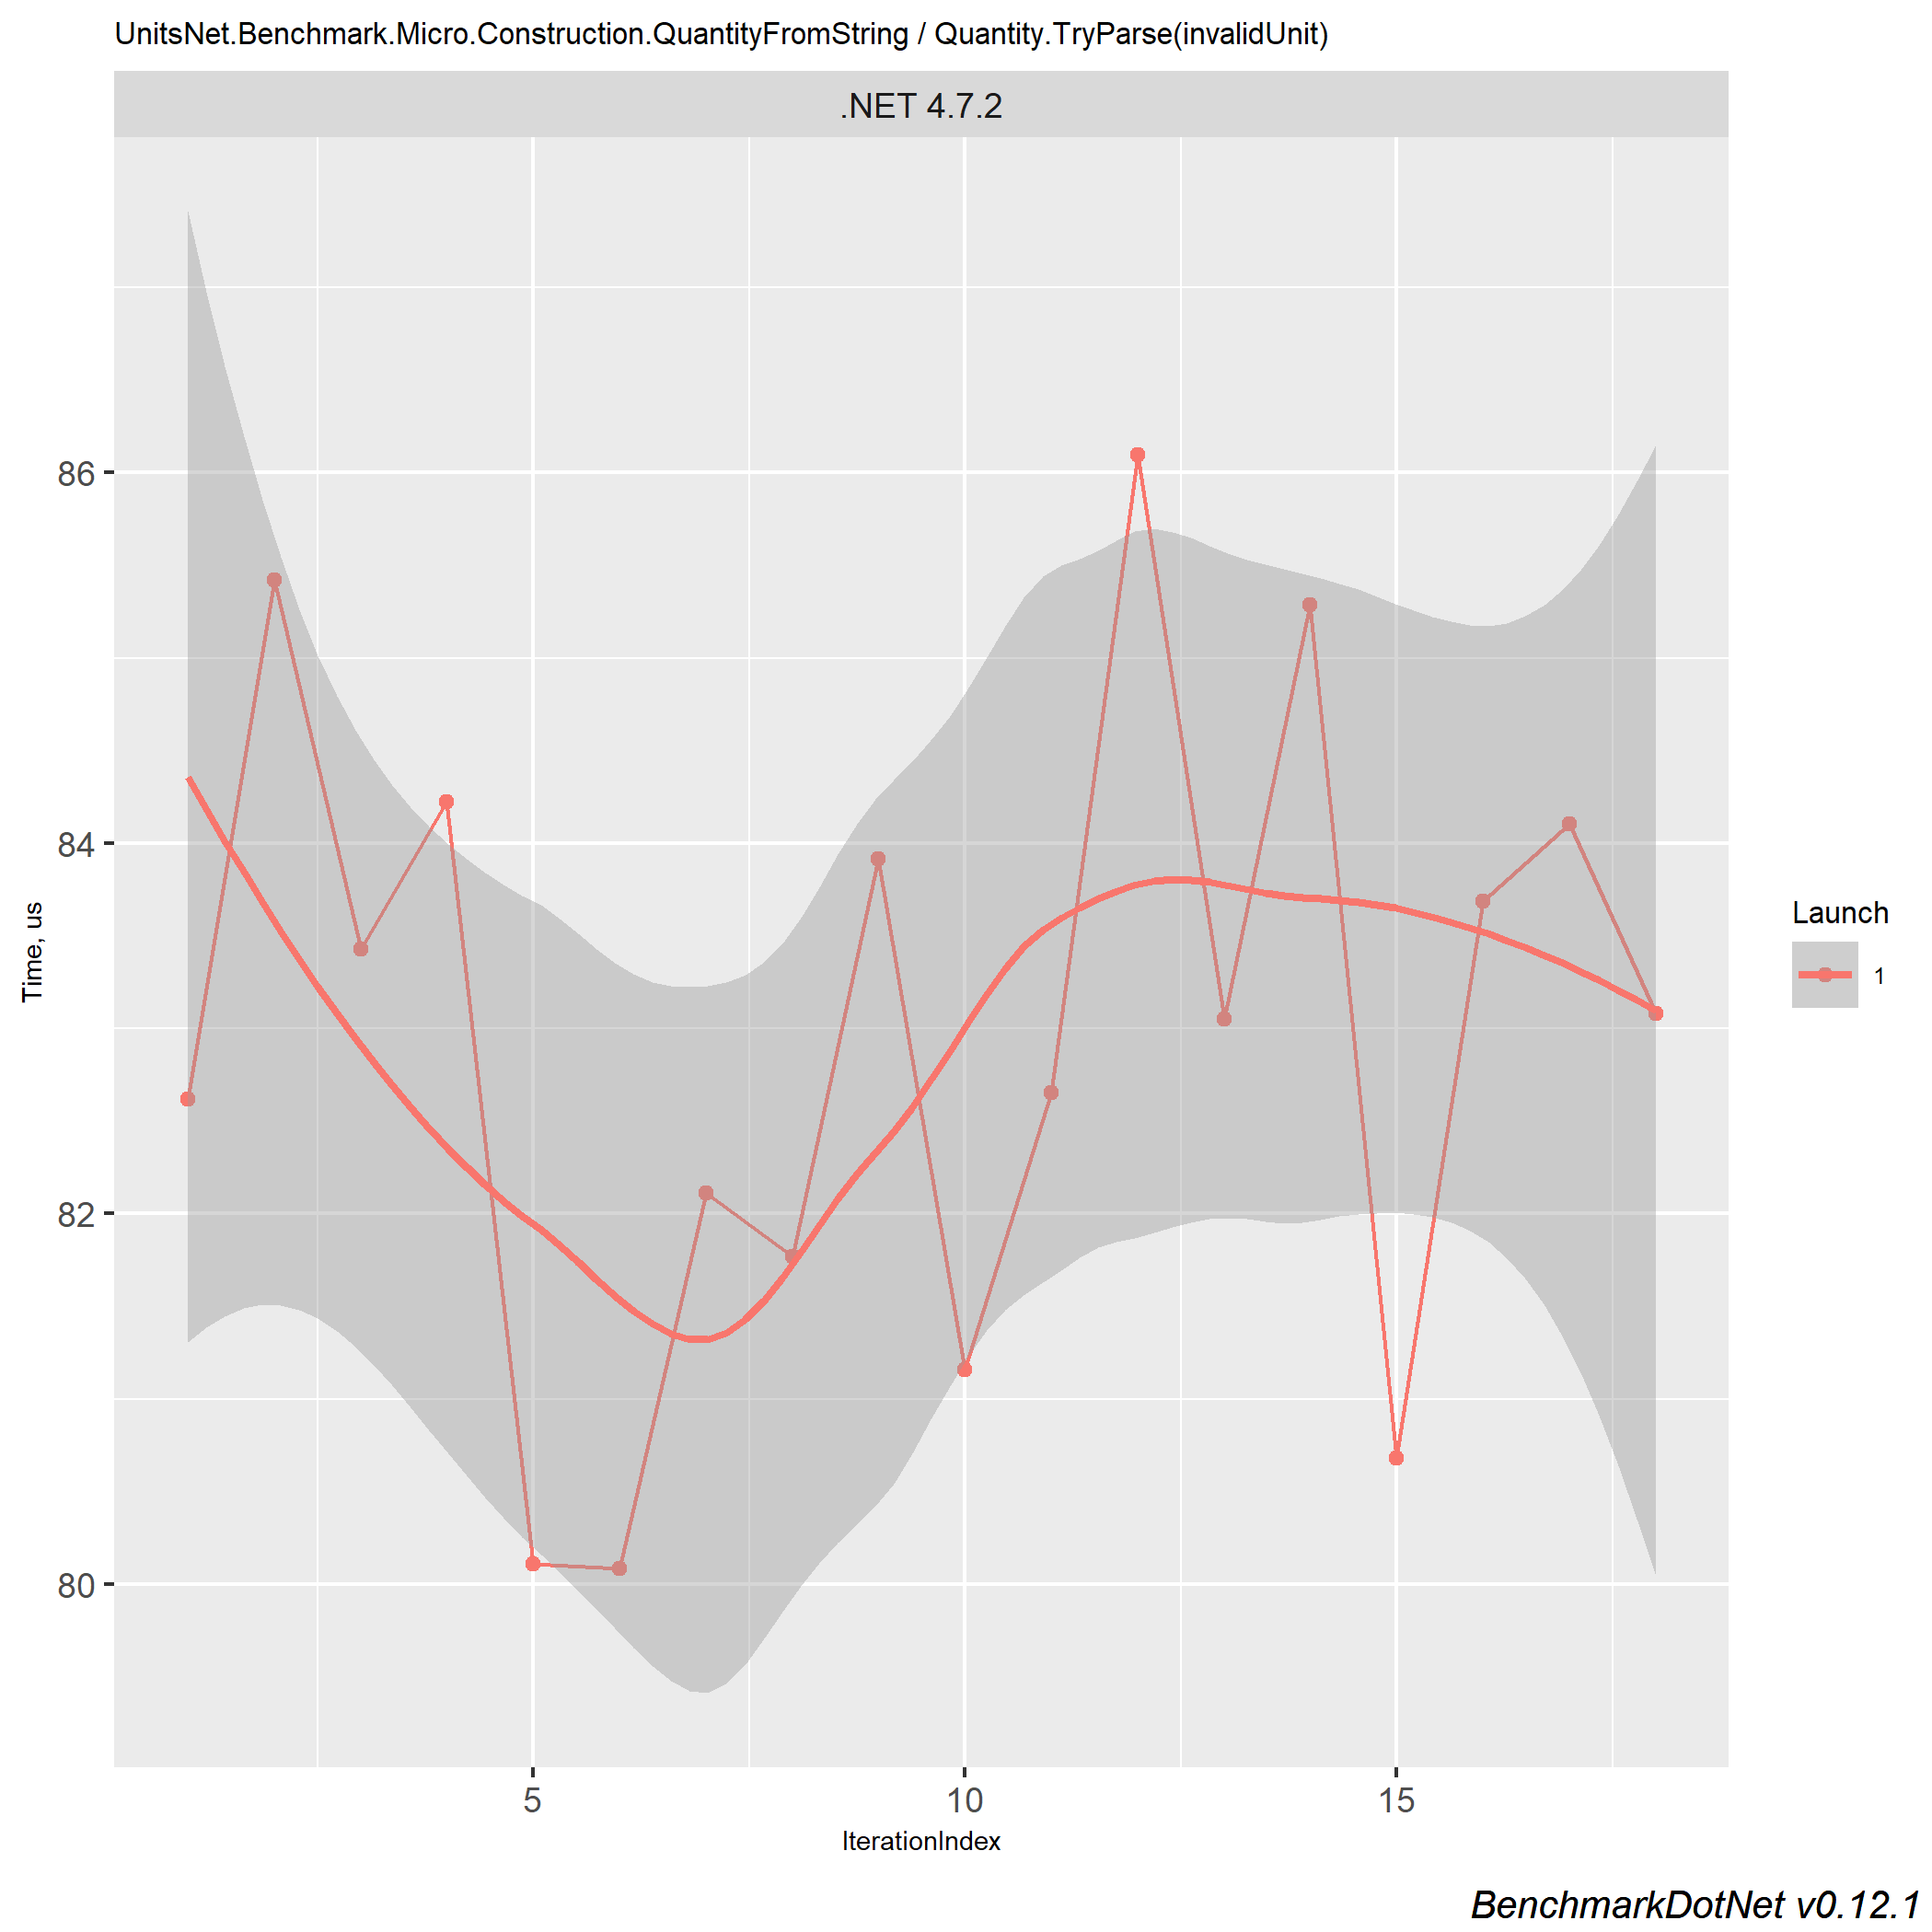 UnitsNet.Benchmark.Micro.Construction.QuantityFromString / Quantity.TryParse(invalidUnit)
.NET 4.7.2
86
84
82
80
Time, us
5 10 15
IterationIndex
Launch
1
BenchmarkDotNet v0.12.1